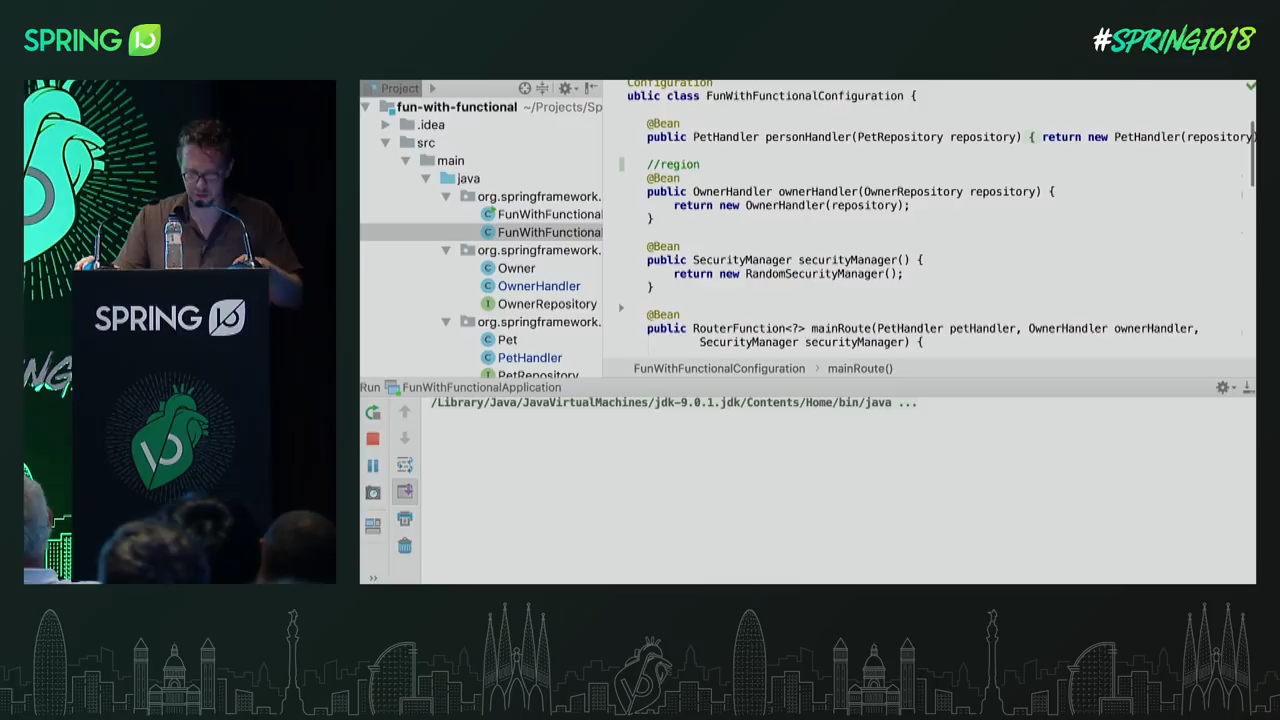 SPRING IO
#SPRINGIO18
SPRING IO
Project
fun-with-functional ~/Projects/Sp
.idea
src
main
java
org.springframework.
FunWithFunctional
FunWithFunctional
org.springframework.
Owner
OwnerHandler
OwnerRepository
org.springframework.
Pet
PetHandler
PetRepository
Configuration
ublic class FunWithFunctionalConfiguration {
@Bean
public PetHandler personHandler(PetRepository repository) { return new PetHandler(repository)
//region
@Bean
public OwnerHandler ownerHandler(OwnerRepository repository) {
return new OwnerHandler(repository);
}
@Bean
public SecurityManager securityManager() {
return new RandomSecurityManager();
}
@Bean
public RouterFunction<?> mainRoute(PetHandler petHandler, OwnerHandler ownerHandler,
SecurityManager securityManager) {
FunWithFunctionalConfiguration > mainRoute()
Run FunWithFunctionalApplication
/Library/Java/JavaVirtualMachines/jdk-9.0.1.jdk/Contents/Home/bin/java ...